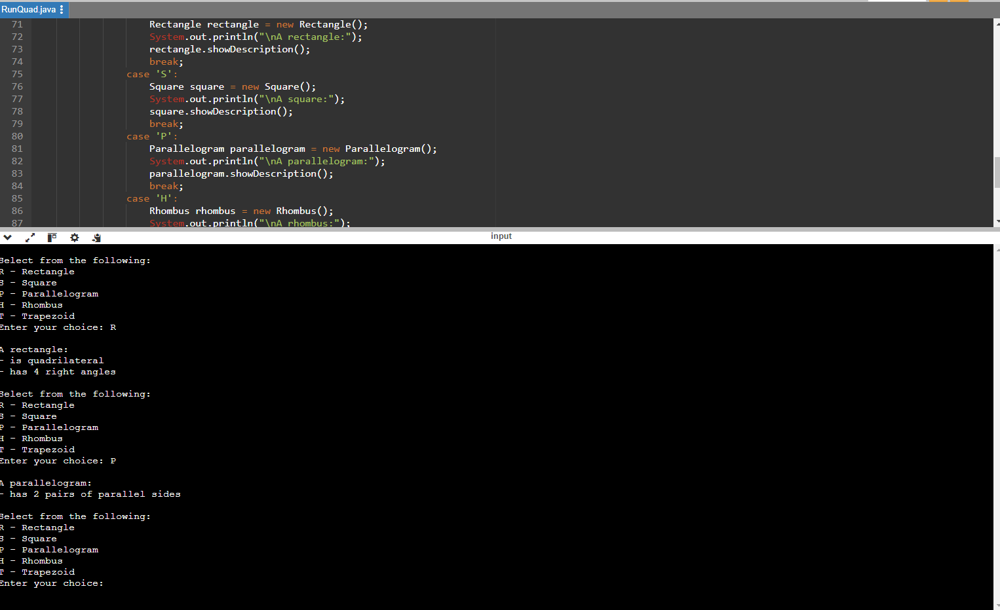 RunQuad.java
71 Rectangle rectangle = new Rectangle();
72 System.out.println("\nA rectangle:");
73 rectangle.showDescription();
74 break;
75 case 'S':
76 Square square = new Square();
77 System.out.println("\nA square:");
78 square.showDescription();
79 break;
80 case 'P':
81 Parallelogram parallelogram = new Parallelogram();
82 System.out.println("\nA parallelogram:");
83 parallelogram.showDescription();
84 break;
85 case 'H':
86 Rhombus rhombus = new Rhombus();
87 System.out.println("\nA rhombus:");
input
Select from the following:
R - Rectangle
S - Square
P - Parallelogram
H - Rhombus
T - Trapezoid
Enter your choice: R
A rectangle:
- is quadrilateral
- has 4 right angles
Select from the following:
R - Rectangle
S - Square
P - Parallelogram
H - Rhombus
T - Trapezoid
Enter your choice: P
A parallelogram:
- has 2 pairs of parallel sides
Select from the following:
R - Rectangle
S - Square
P - Parallelogram
H - Rhombus
T - Trapezoid
Enter your choice: